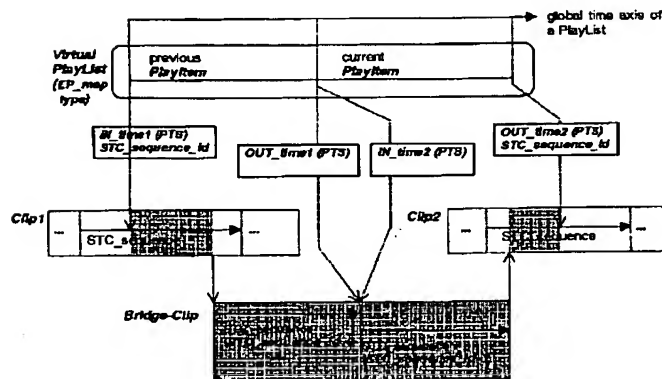 global time axis of
a PlayList
Virtual
PlayList
(EP_map
type)
previous
PlayItem
current
PlayItem
IN_time1 (PTS)
STC_sequence_id
OUT_time1 (PTS)
IN_time2 (PTS)
OUT_time2 (PTS)
STC_sequence_id
Clip1
...
STC_sequence
...
Clip2
...
STC_sequence
...
Bridge-Clip